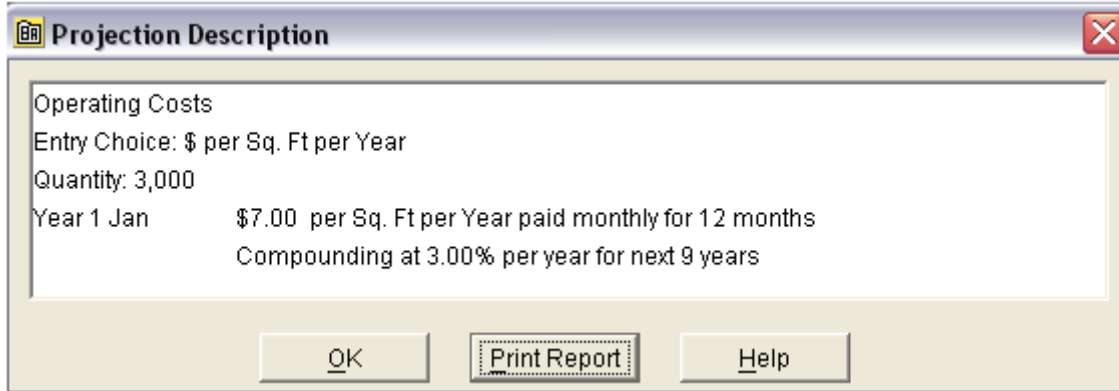 Projection Description
Operating Costs
Entry Choice: $ per Sq. Ft per Year
Quantity: 3,000
Year 1 Jan $7.00 per Sq. Ft per Year paid monthly for 12 months
Compounding at 3.00% per year for next 9 years
OK Print Report Help